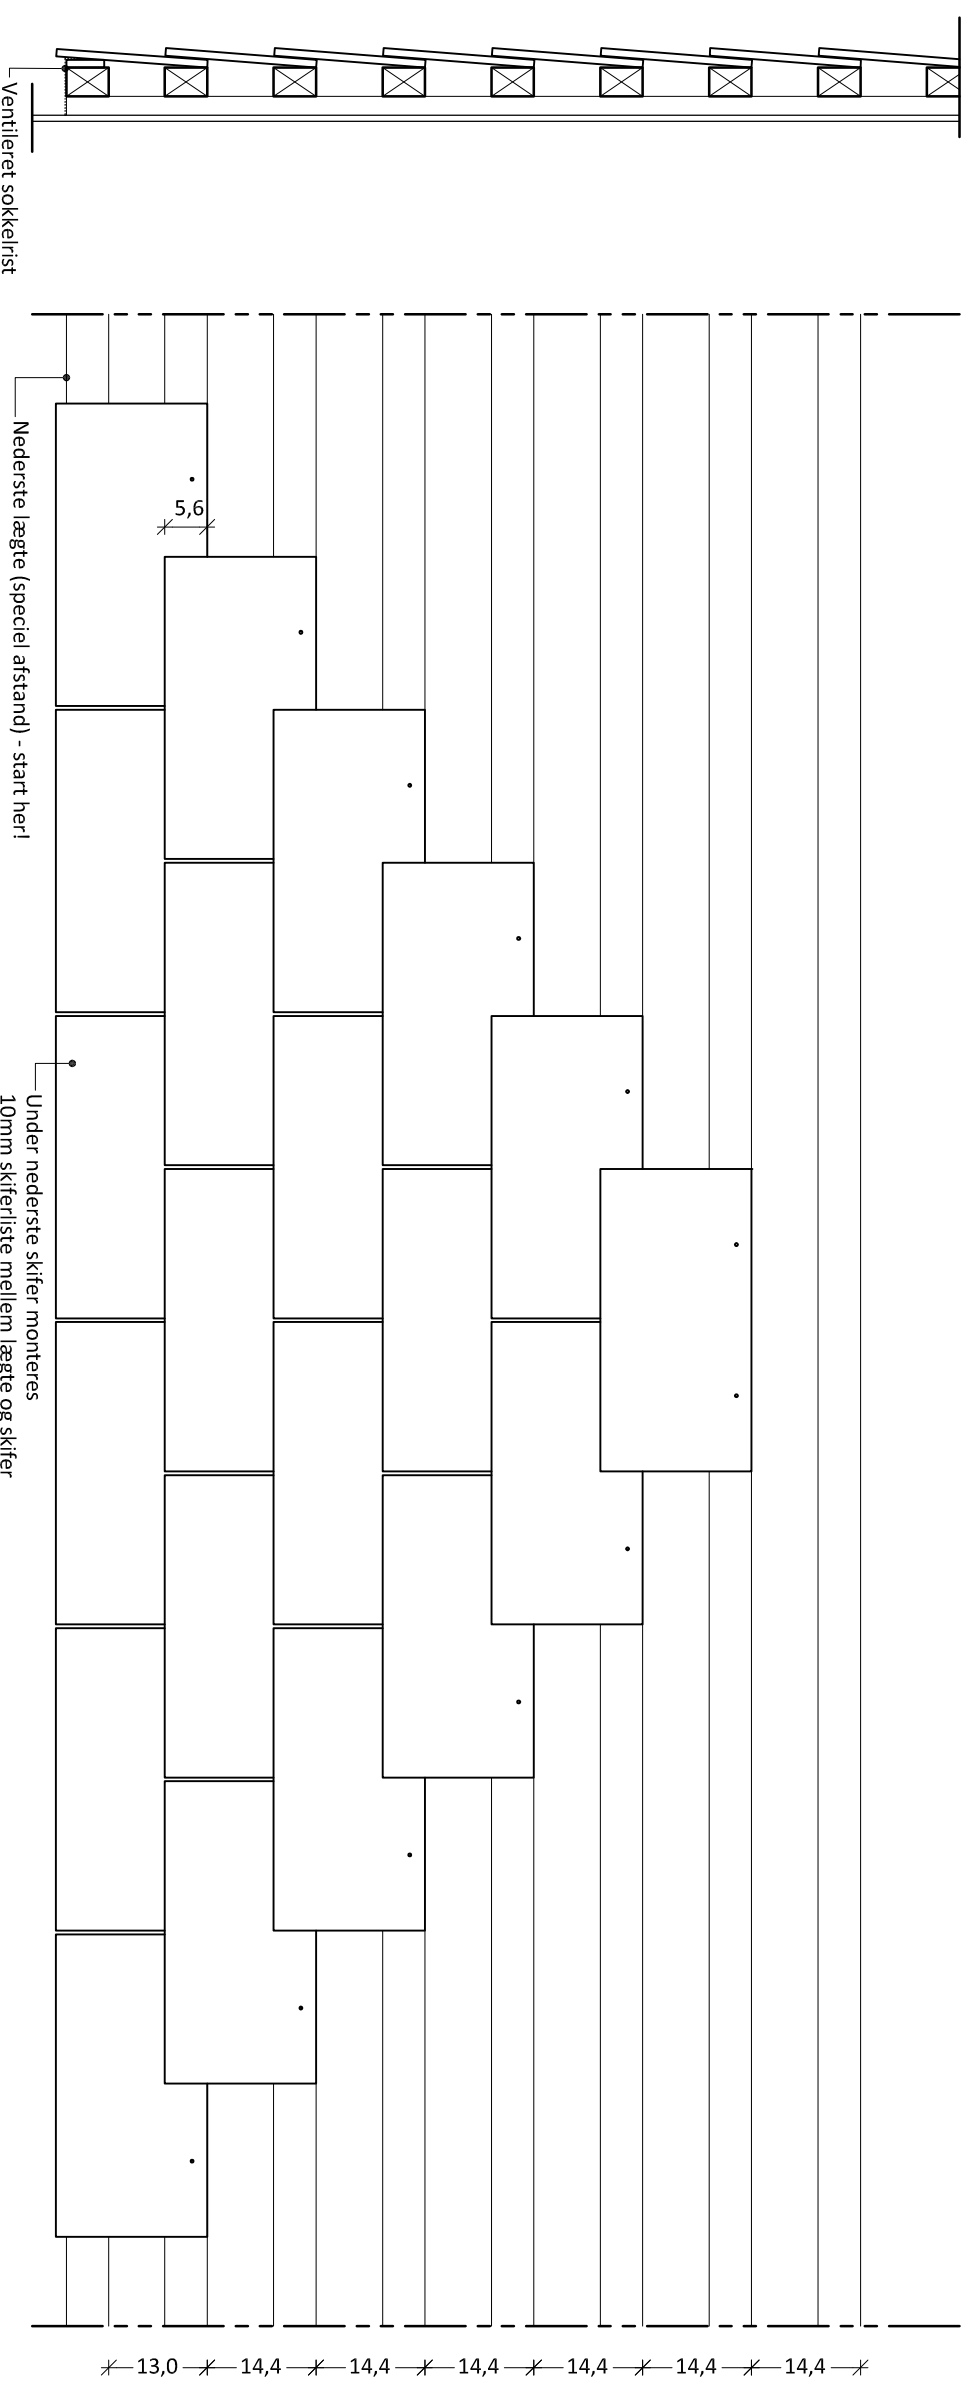 Ventileret sokkelrist
Nederste lægte (speciel afstand) - start her!
5,6
Under nederste skifer monteres
10mm skiferliste mellem lægte og skifer
13,0
14,4
14,4
14,4
14,4
14,4
14,4